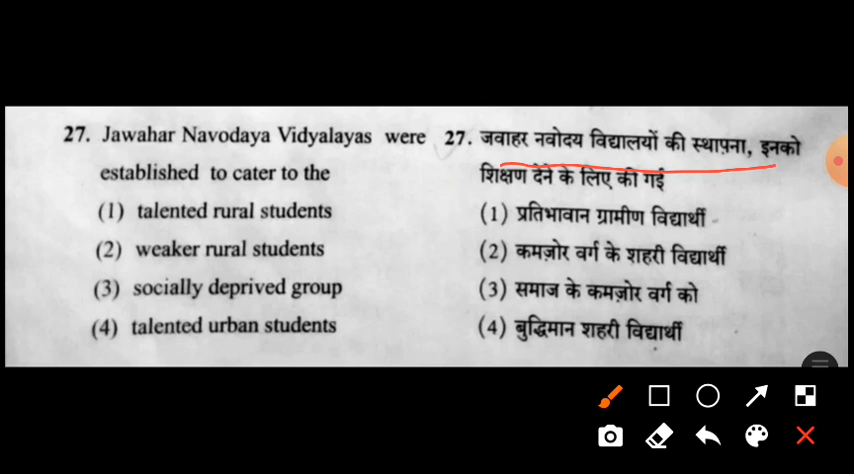 27. Jawahar Navodaya Vidyalayas were
established to cater to the
(1) talented rural students
(2) weaker rural students
(3) socially deprived group
(4) talented urban students
27. जवाहर नवोदय विद्यालयों की स्थापना, इनको
शिक्षण देने के लिए की गई
(1) प्रतिभावान ग्रामीण विद्यार्थी
(2) कमज़ोर वर्ग के शहरी विद्यार्थी
(3) समाज के कमज़ोर वर्ग को
(4) बुद्धिमान शहरी विद्यार्थी